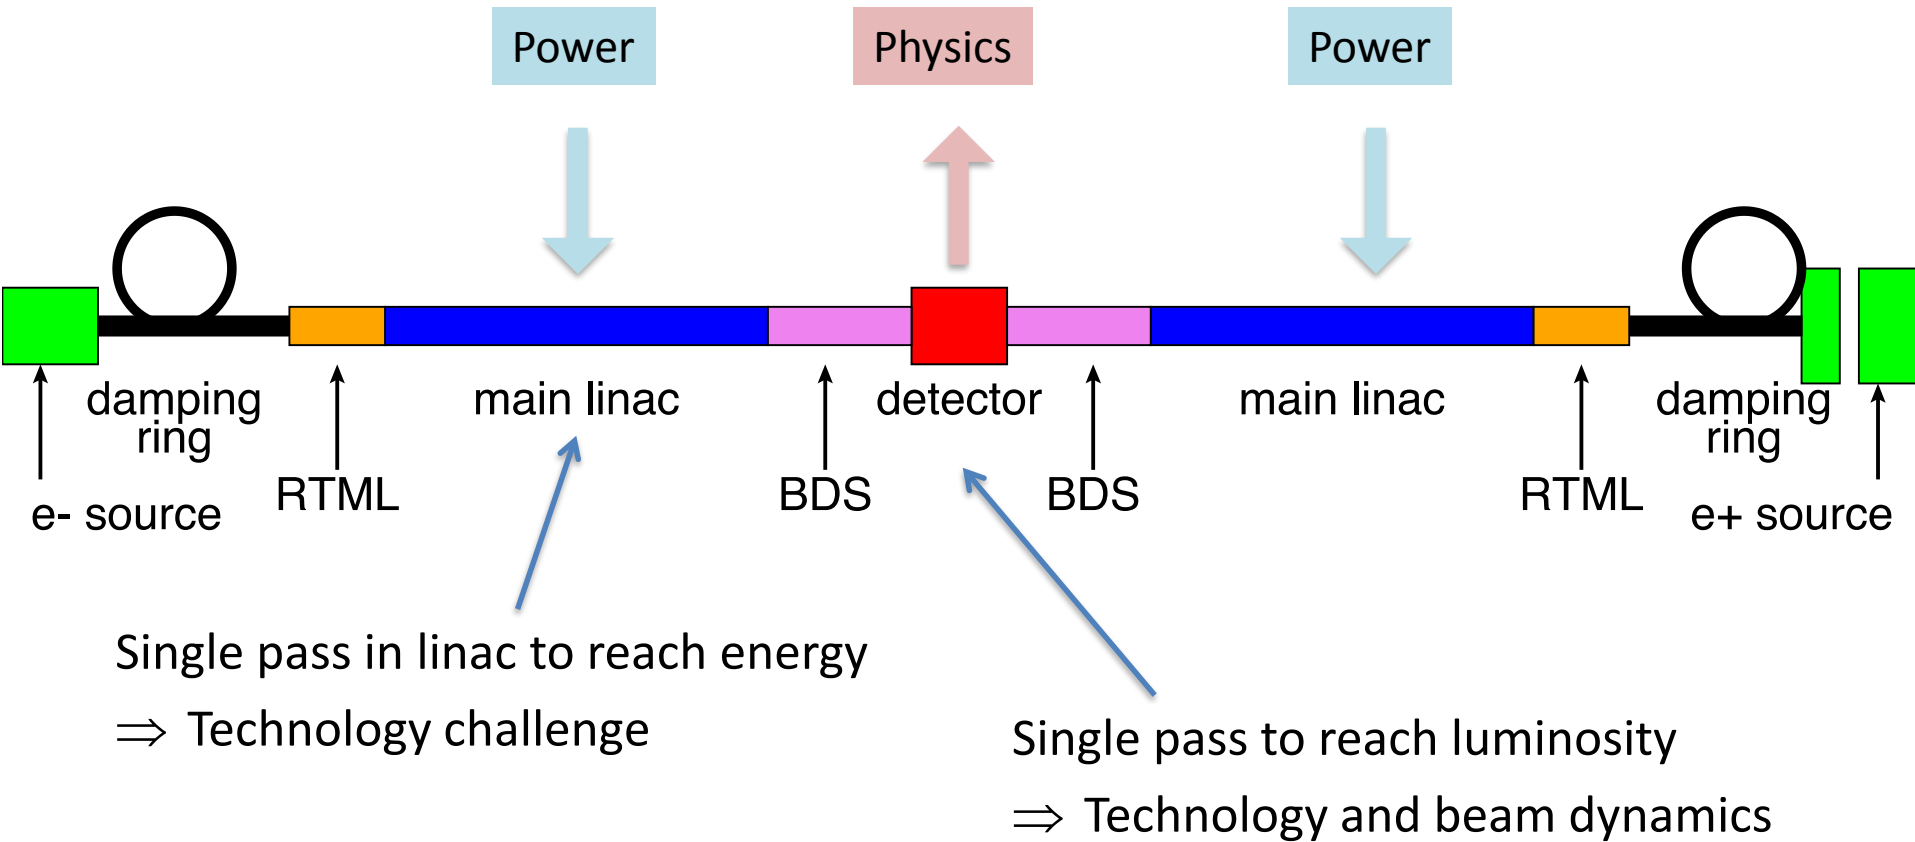 Power
Physics
Power
damping
ring
main linac
detector
main linac
damping
ring
RTML
BDS
BDS
RTML
e- source
e+ source
Single pass in linac to reach energy
⇒ Technology challenge
Single pass to reach luminosity
⇒ Technology and beam dynamics